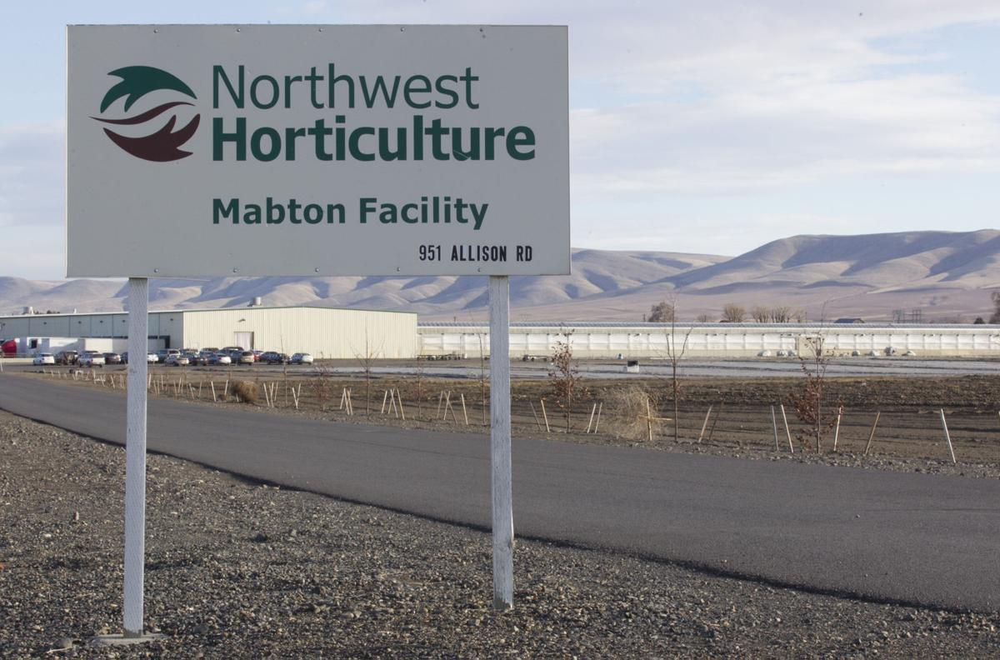 Northwest
Horticulture
Mabton Facility
951 ALLISON RD